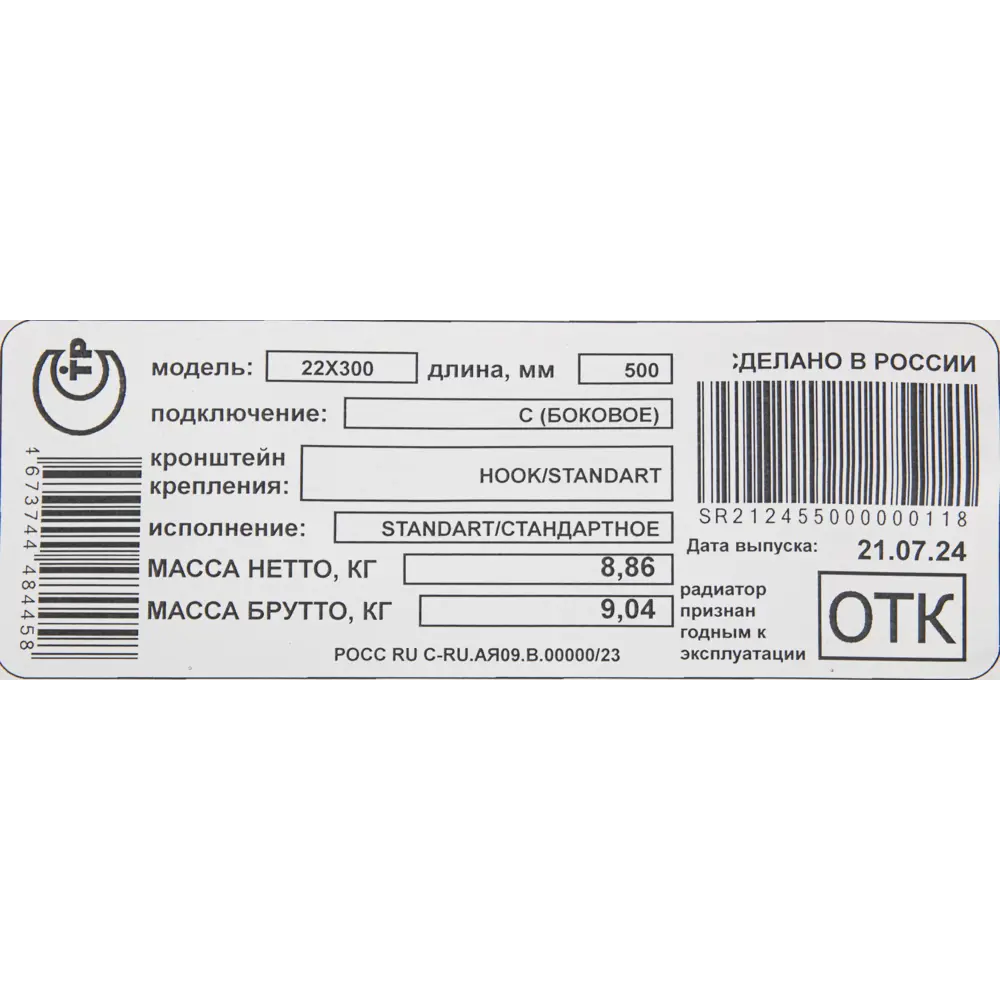 ТР
модель: 22X300 длина, мм 500
подключение: C (БОКОВОЕ)
кронштейн
крепления: HOOK/STANDART
исполнение: STANDART/СТАНДАРТНОЕ
МАССА НЕТТО, КГ 8,86
МАССА БРУТТО, КГ 9,04
РОСС RU C-RU.АЯ09.В.00000/23
4673744484458
СДЕЛАНО В РОССИИ
SR212455000000118
Дата выпуска: 21.07.24
радиатор
признан
годным к
эксплуатации
ОТК